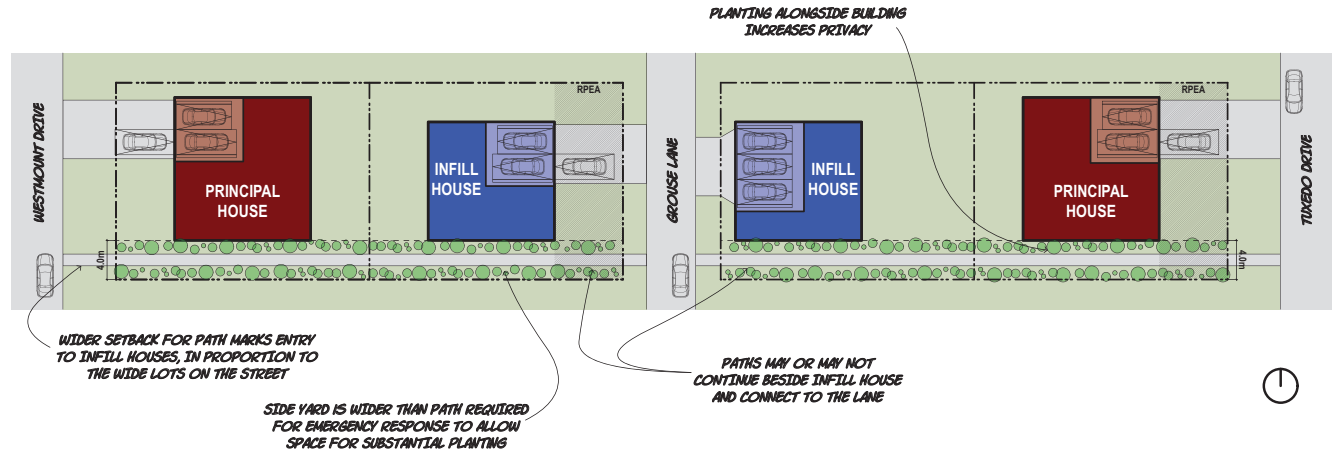 PLANTING ALONGSIDE BUILDING
INCREASES PRIVACY
RPEA
RPEA
WESTMOUNT DRIVE
PRINCIPAL
HOUSE
INFILL
HOUSE
GROUSE LANE
INFILL
HOUSE
PRINCIPAL
HOUSE
TUXEDO DRIVE
4.0m
4.0m
WIDER SETBACK FOR PATH MARKS ENTRY
TO INFILL HOUSES, IN PROPORTION TO
THE WIDE LOTS ON THE STREET
PATHS MAY OR MAY NOT
CONTINUE BESIDE INFILL HOUSE
AND CONNECT TO THE LANE
SIDE YARD IS WIDER THAN PATH REQUIRED
FOR EMERGENCY RESPONSE TO ALLOW
SPACE FOR SUBSTANTIAL PLANTING